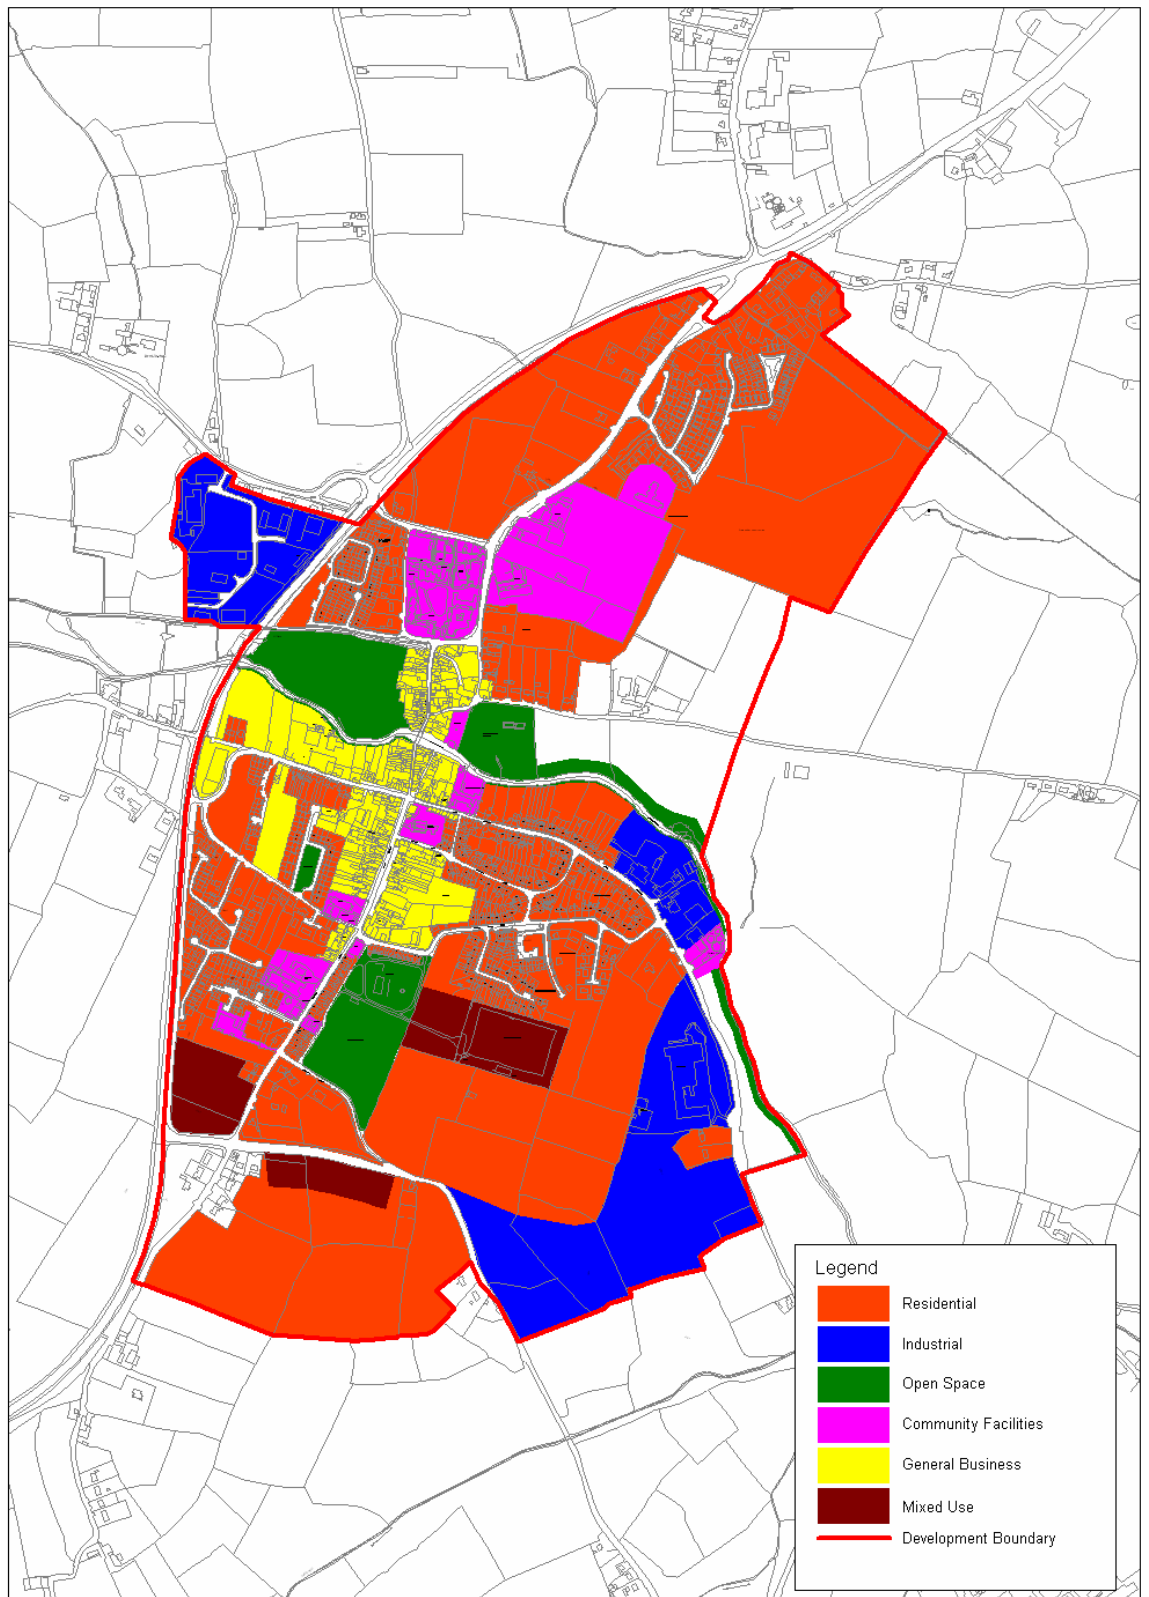 Legend
Residential
Industrial
Open Space
Community Facilities
General Business
Mixed Use
Development Boundary